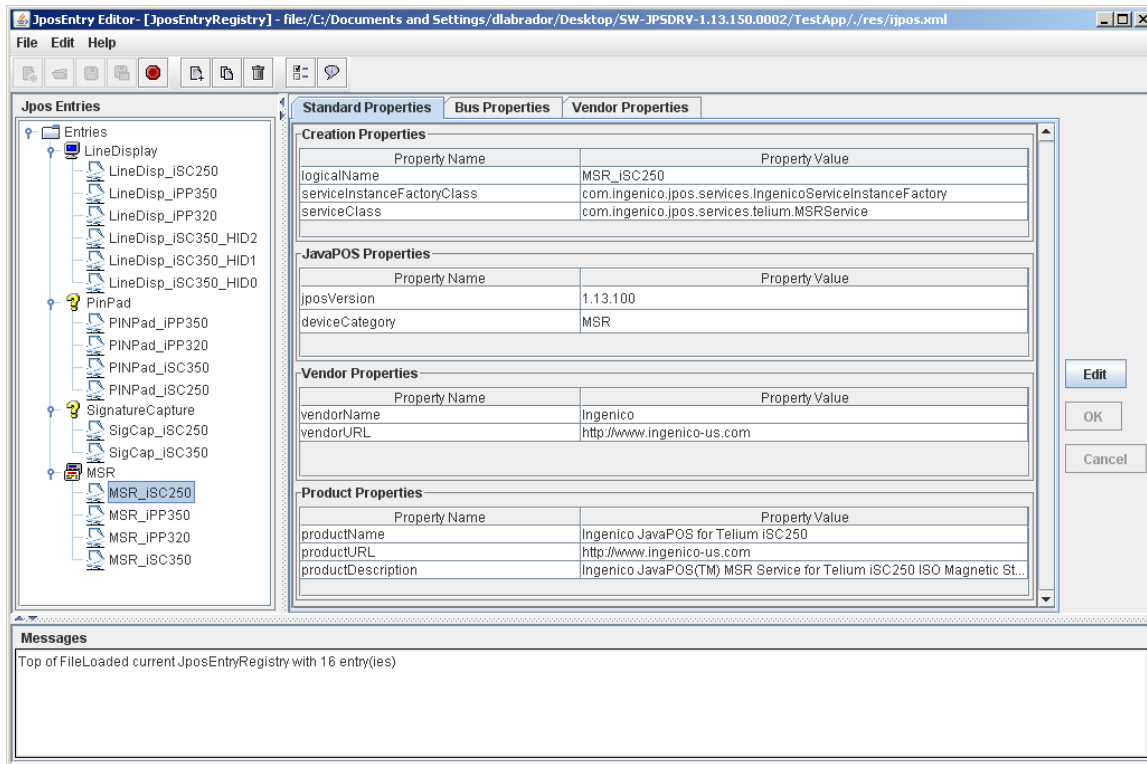 JposEntry Editor- [JposEntryRegistry] - file:/C:/Documents and Settings/dlabrador/Desktop/SW-JPSDRV-1.13.150.0002/TestApp/./res/ijpos.xml
File Edit Help
Jpos Entries
Entries
LineDisplay
LineDisp_iSC250
LineDisp_iPP350
LineDisp_iPP320
LineDisp_iSC350_HID2
LineDisp_iSC350_HID1
LineDisp_iSC350_HID0
PinPad
PINPad_iPP350
PINPad_iPP320
PINPad_iSC350
PINPad_iSC250
SignatureCapture
SigCap_iSC250
SigCap_iSC350
MSR
MSR_iSC250
MSR_iPP350
MSR_iPP320
MSR_iSC350
Standard Properties Bus Properties Vendor Properties
Creation Properties
Property Name Property Value
logicalName MSR_iSC250
serviceInstanceFactoryClass com.ingenico.jpos.services.IngenicoServiceInstanceFactory
serviceClass com.ingenico.jpos.services.telium.MSRService
JavaPOS Properties
Property Name Property Value
jposVersion 1.13.100
deviceCategory MSR
Vendor Properties
Property Name Property Value
vendorName Ingenico
vendorURL http://www.ingenico-us.com
Product Properties
Property Name Property Value
productName Ingenico JavaPOS for Telium iSC250
productURL http://www.ingenico-us.com
productDescription Ingenico JavaPOS(TM) MSR Service for Telium iSC250 ISO Magnetic St...
Edit
OK
Cancel
Messages
Top of FileLoaded current JposEntryRegistry with 16 entry(ies)